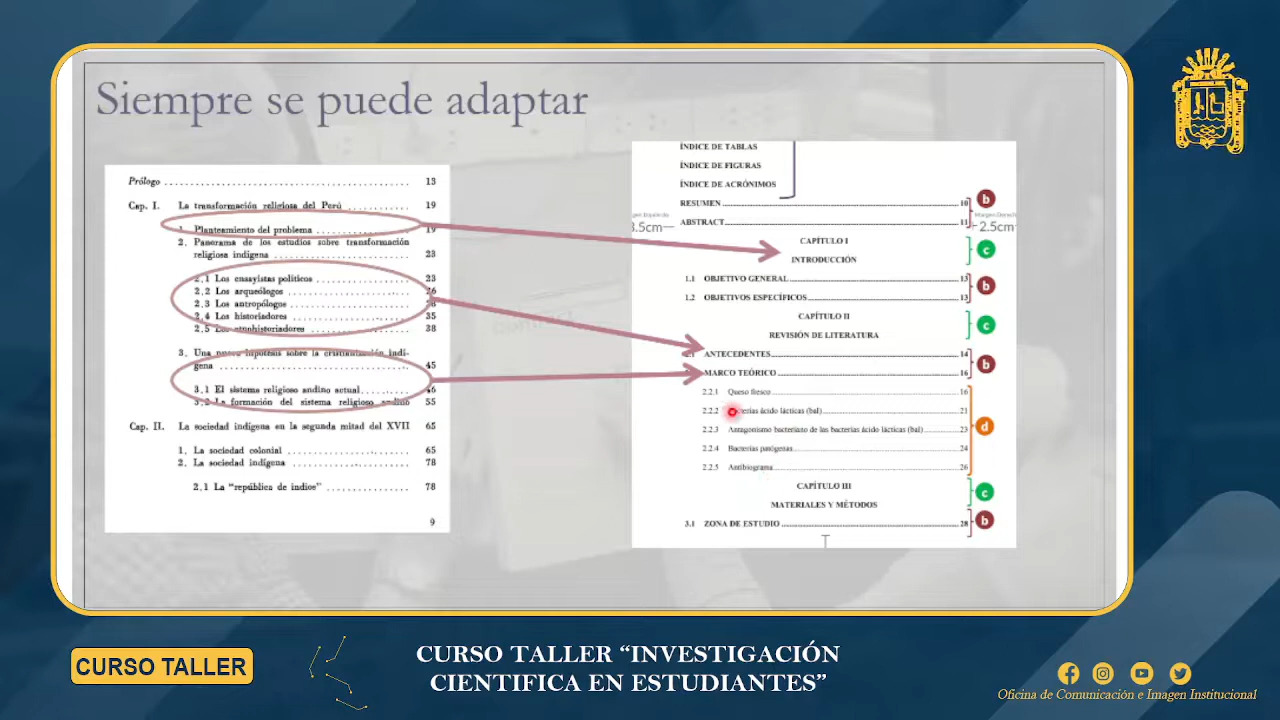 Siempre se puede adaptar
Prólogo ........ 13
Cap. I. La transformación religiosa del Perú ........ 19
1. Planteamiento del problema ........ 19
2. Panorama de los estudios sobre transformación
religiosa indígena ........ 23
2.1 Los ensayistas políticos ........ 23
2.2 Los arqueólogos ........ 26
2.3 Los antropólogos ........
2.4 Los historiadores ........ 35
2.5 Los etnohistoriadores ........ 38
3. Una nueva hipótesis sobre la cristianización indí-
gena ........ 45
3.1 El sistema religioso andino actual ........ 46
3.2 La formación del sistema religioso andino 55
Cap. II. La sociedad indígena en la segunda mitad del XVII 65
1. La sociedad colonial ........ 65
2. La sociedad indígena ........ 78
2.1 La “república de indios” ........ 78
9
ÍNDICE DE TABLAS
ÍNDICE DE FIGURAS
ÍNDICE DE ACRÓNIMOS
RESUMEN ........ 10
b
3.5cm
ABSTRACT ........ 11
2.5cm
CAPÍTULO I
c
INTRODUCCIÓN
1.1 OBJETIVO GENERAL ........ 13
b
1.2 OBJETIVOS ESPECÍFICOS ........ 13
CAPÍTULO II
c
REVISIÓN DE LITERATURA
2.1 ANTECEDENTES ........ 14
b
MARCO TEÓRICO ........ 16
2.2.1 Queso fresco ........ 16
2.2.2 ácido lácticas (bal) ........ 21
2.2.3 Antagonismo bacteriano de las bacterias ácido lácticas (bal) ........ 23
d
2.2.4 Bacterias patógenas ........ 24
2.2.5 Antibiograma ........ 26
CAPÍTULO III
c
MATERIALES Y MÉTODOS
3.1 ZONA DE ESTUDIO ........ 28
b
CURSO TALLER
CURSO TALLER “INVESTIGACIÓN
CIENTIFICA EN ESTUDIANTES”
Oficina de Comunicación e Imagen Institucional